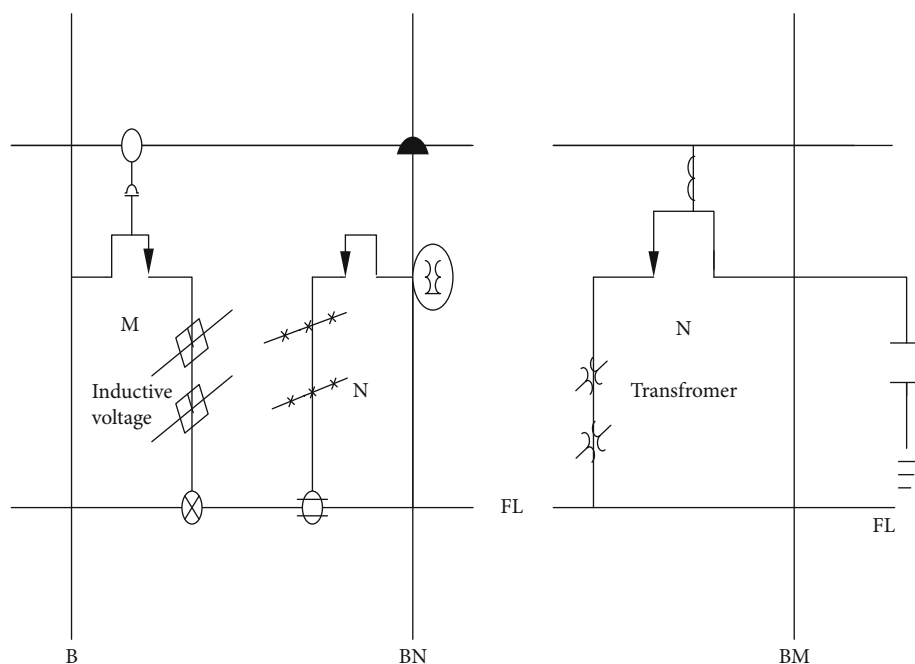 M
Inductive
voltage
N
N
Transfromer
FL
FL
B
BN
BM